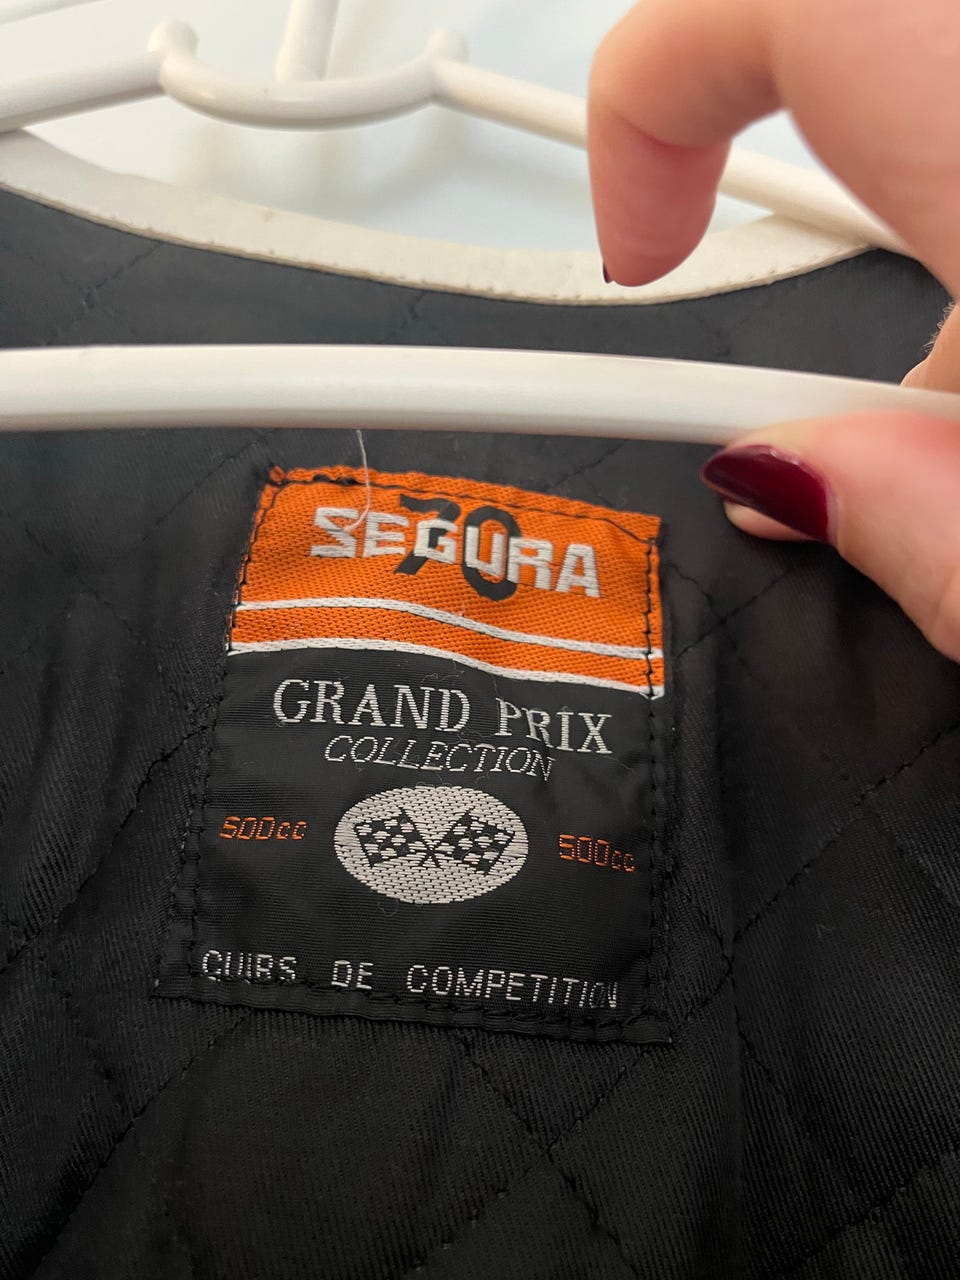 70
SEGURA
GRAND PRIX
COLLECTION
500cc 500cc
CUIRS DE COMPETITION